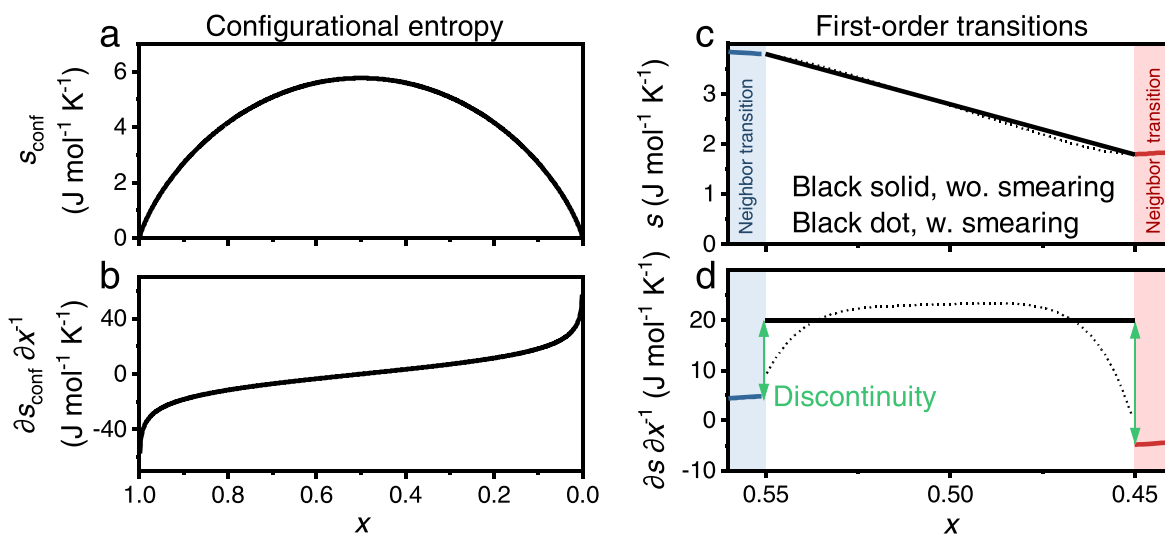 a
Configurational entropy
s_conf
(J mol⁻¹ K⁻¹)
6
4
2
0
b
∂s_conf ∂x⁻¹
(J mol⁻¹ K⁻¹)
40
0
-40
1.0 0.8 0.6 0.4 0.2 0.0
x
c
First-order transitions
s (J mol⁻¹ K⁻¹)
3
2
1
0
Neighbor transition
Neighbor transition
Black solid, wo. smearing
Black dot, w. smearing
d
∂s ∂x⁻¹ (J mol⁻¹ K⁻¹)
20
10
0
-10
Discontinuity
0.55 0.50 0.45
x